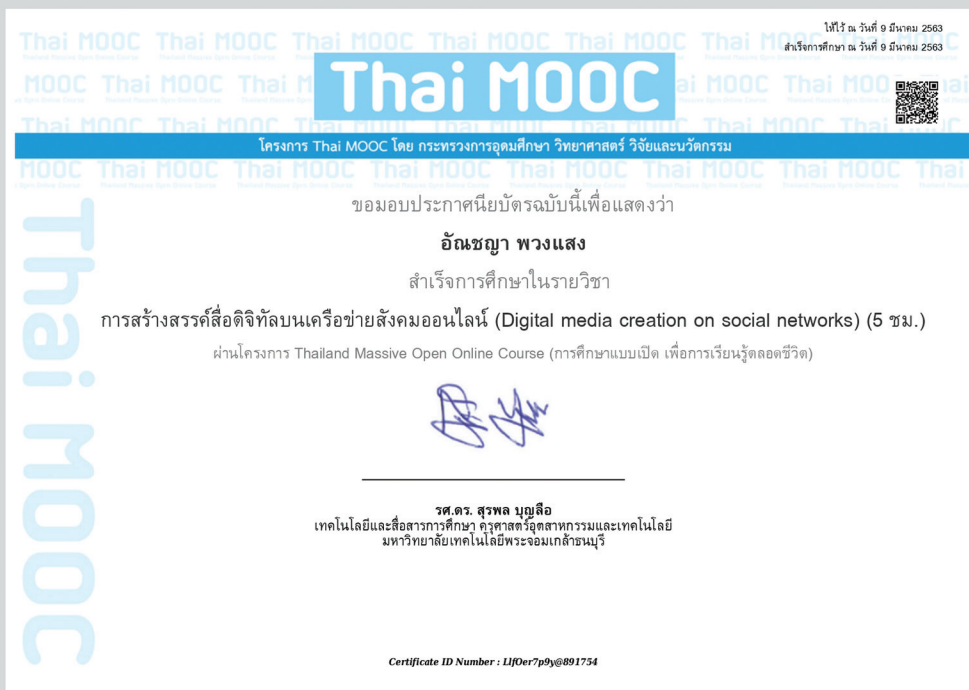 ให้ไว้ ณ วันที่ 9 มีนาคม 2563
สำเร็จการศึกษา ณ วันที่ 9 มีนาคม 2563
Thai MOOC
โครงการ Thai MOOC โดย กระทรวงการอุดมศึกษา วิทยาศาสตร์ วิจัยและนวัตกรรม
ขอมอบประกาศนียบัตรฉบับนี้เพื่อแสดงว่า
อัณชญา พวงแสง
สำเร็จการศึกษาในรายวิชา
การสร้างสรรค์สื่อดิจิทัลบนเครือข่ายสังคมออนไลน์ (Digital media creation on social networks) (5 ชม.)
ผ่านโครงการ Thailand Massive Open Online Course (การศึกษาแบบเปิด เพื่อการเรียนรู้ตลอดชีวิต)
รศ.ดร. สุรพล บุญลือ
เทคโนโลยีและสื่อสารการศึกษา ครุศาสตร์อุตสาหกรรมและเทคโนโลยี
มหาวิทยาลัยเทคโนโลยีพระจอมเกล้าธนบุรี
Thai MOOC
Certificate ID Number : LlfOer7p9y@891754